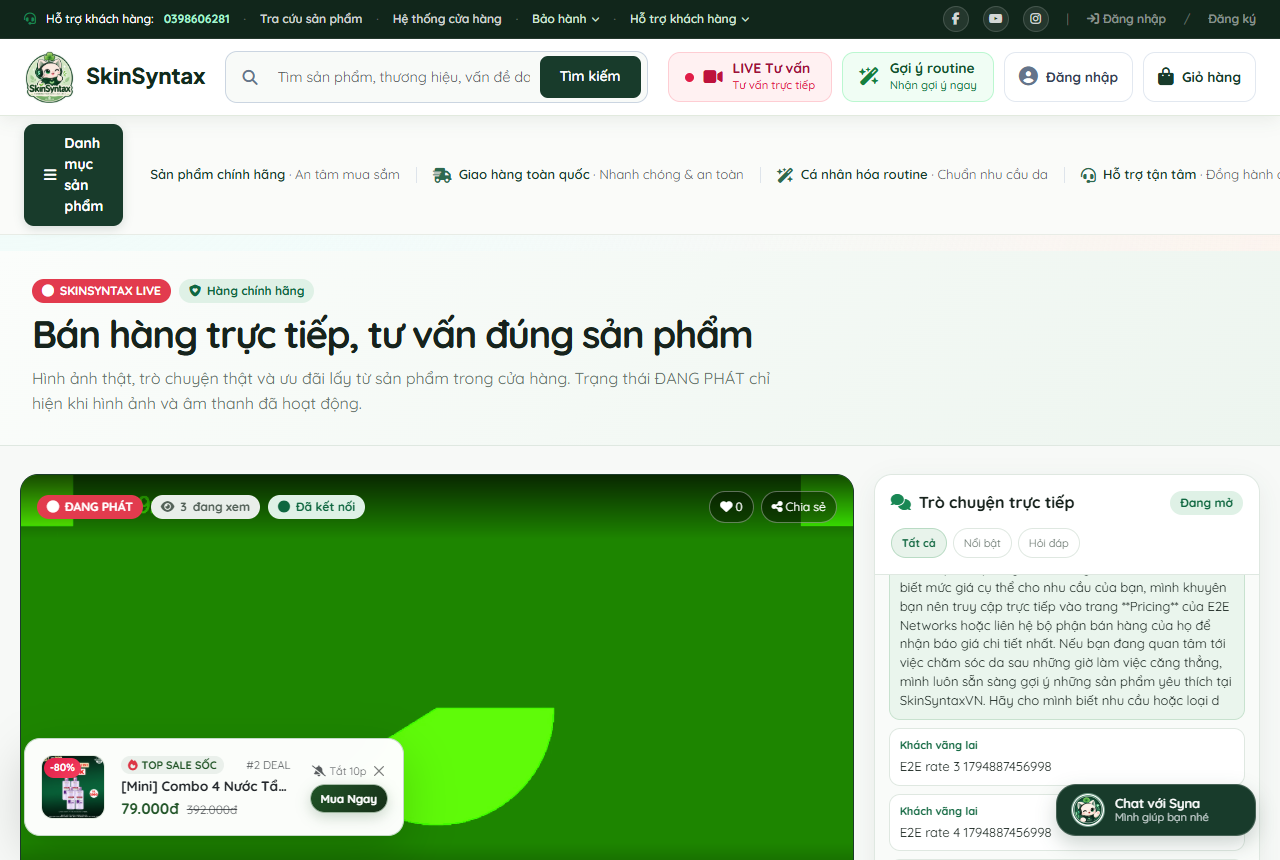 Hỗ trợ khách hàng: 0398606281 · Tra cứu sản phẩm · Hệ thống cửa hàng · Bảo hành · Hỗ trợ khách hàng | Đăng nhập / Đăng ký
SkinSyntax
Tìm sản phẩm, thương hiệu, vấn đề da
Tìm kiếm
LIVE Tư vấn
Tư vấn trực tiếp
Gợi ý routine
Nhận gợi ý ngay
Đăng nhập
Giỏ hàng
Danh
mục
sản
phẩm
Sản phẩm chính hãng · An tâm mua sắm
Giao hàng toàn quốc · Nhanh chóng & an toàn
Cá nhân hóa routine · Chuẩn nhu cầu da
Hỗ trợ tận tâm · Đồng hành
SKINSYNTAX LIVE
Hàng chính hãng
Bán hàng trực tiếp, tư vấn đúng sản phẩm
Hình ảnh thật, trò chuyện thật và ưu đãi lấy từ sản phẩm trong cửa hàng. Trạng thái ĐANG PHÁT chỉ
hiện khi hình ảnh và âm thanh đã hoạt động.
ĐANG PHÁT
3 đang xem
Đã kết nối
0
Chia sẻ
Trò chuyện trực tiếp
Đang mở
Tất cả
Nổi bật
Hỏi đáp
biết mức giá cụ thể cho nhu cầu của bạn, mình khuyên
bạn nên truy cập trực tiếp vào trang **Pricing** của E2E
Networks hoặc liên hệ bộ phận bán hàng của họ để
nhận báo giá chi tiết nhất. Nếu bạn đang quan tâm tới
việc chăm sóc da sau những giờ làm việc căng thẳng,
mình luôn sẵn sàng gợi ý những sản phẩm yêu thích tại
SkinSyntaxVN. Hãy cho mình biết nhu cầu hoặc loại d
Khách vãng lai
E2E rate 3 1794887456998
Khách vãng lai
E2E rate 4 1794887456998
-80%
TOP SALE SỐC
#2 DEAL
[Mini] Combo 4 Nước Tẩ...
79.000đ 392.000đ
Tắt 10p
Mua Ngay
Chat với Syna
Mình giúp bạn nhé